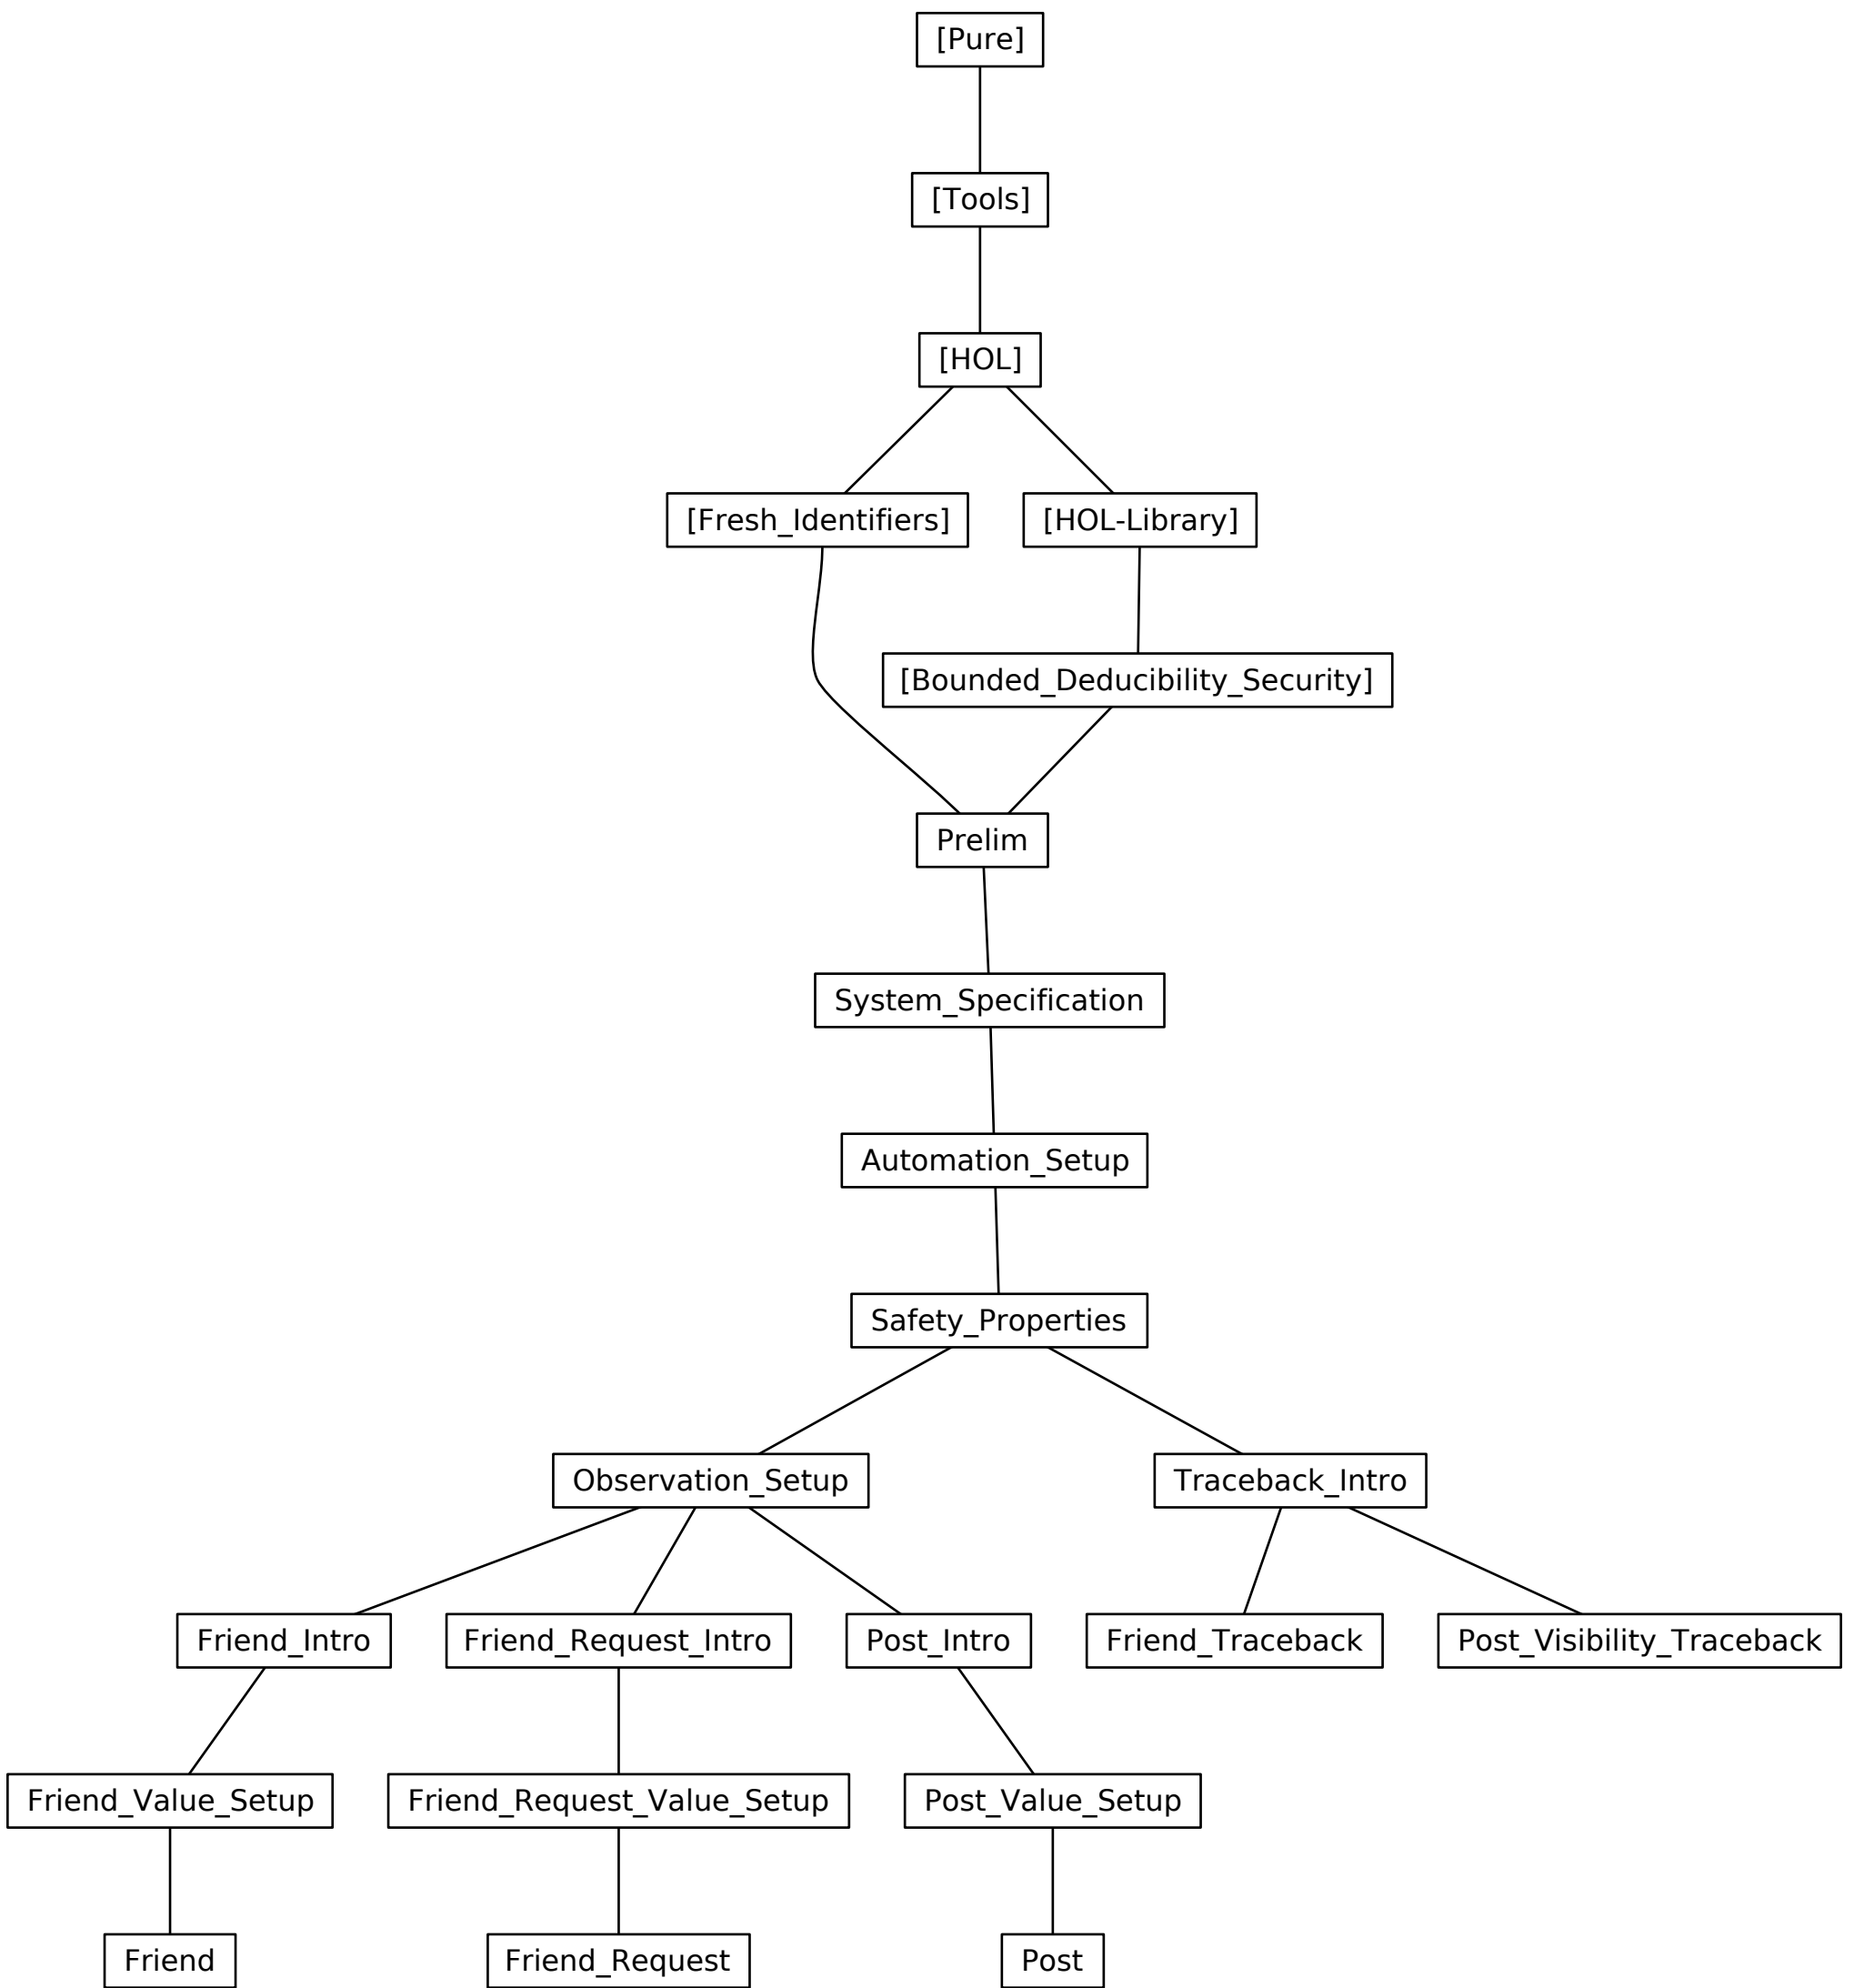 [Pure]
[Tools]
[HOL]
[Fresh_Identifiers]
[HOL-Library]
[Bounded_Deducibility_Security]
Prelim
System_Specification
Automation_Setup
Safety_Properties
Observation_Setup
Traceback_Intro
Friend_Intro
Friend_Request_Intro
Post_Intro
Friend_Traceback
Post_Visibility_Traceback
Friend_Value_Setup
Friend_Request_Value_Setup
Post_Value_Setup
Friend
Friend_Request
Post